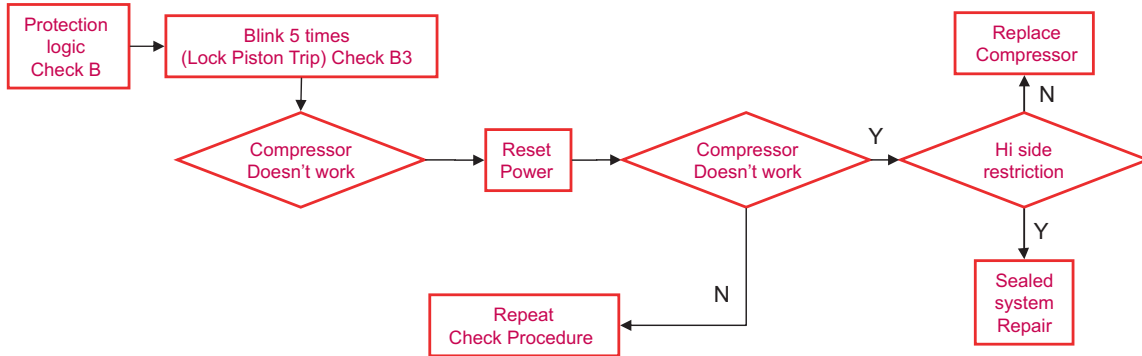 Protection
logic
Check B
Blink 5 times
(Lock Piston Trip) Check B3
Compressor
Doesn't work
Reset
Power
Compressor
Doesn't work
Y
Hi side
restriction
N
Replace
Compressor
Y
Sealed
system
Repair
N
Repeat
Check Procedure